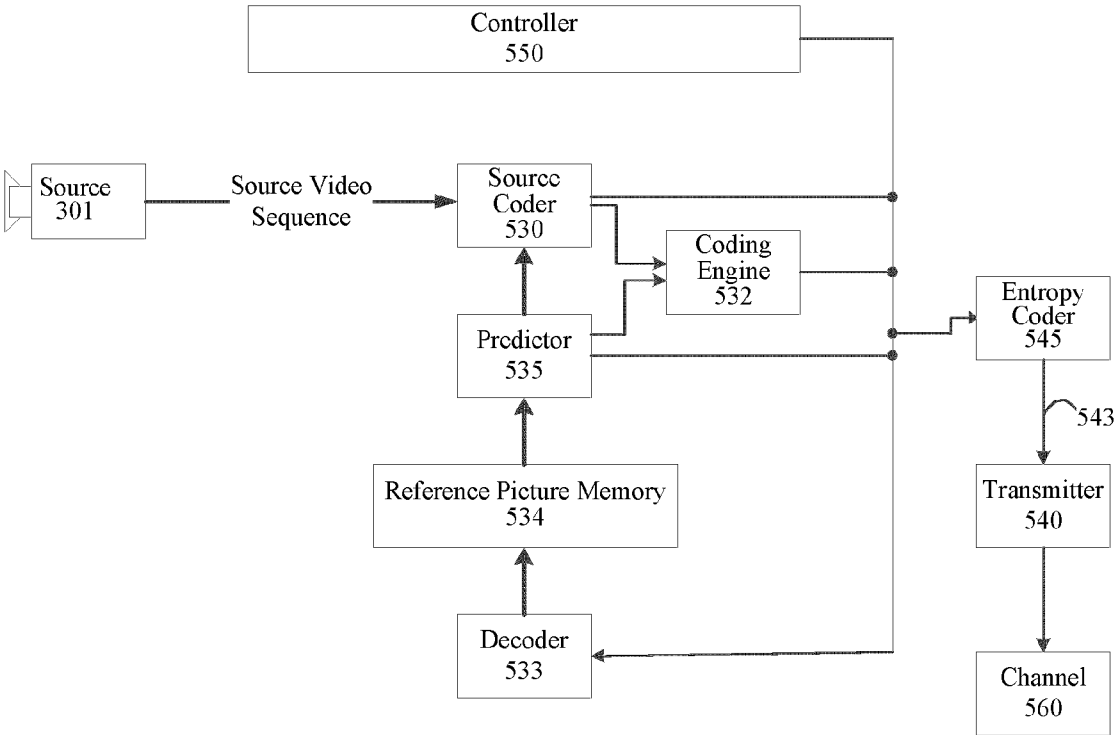 Controller
550
Source
301
Source Video
Sequence
Source
Coder
530
Coding
Engine
532
Entropy
Coder
545
Predictor
535
543
Reference Picture Memory
534
Transmitter
540
Decoder
533
Channel
560